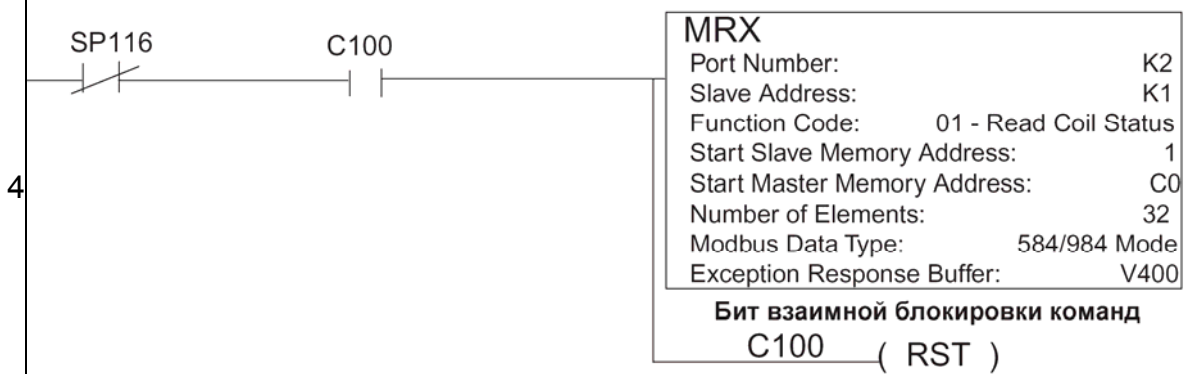 SP116 C100
MRX
Port Number: K2
Slave Address: K1
Function Code: 01 - Read Coil Status
Start Slave Memory Address: 1
4 Start Master Memory Address: C0
Number of Elements: 32
Modbus Data Type: 584/984 Mode
Exception Response Buffer: V400
Бит взаимной блокировки команд
C100 ( RST )